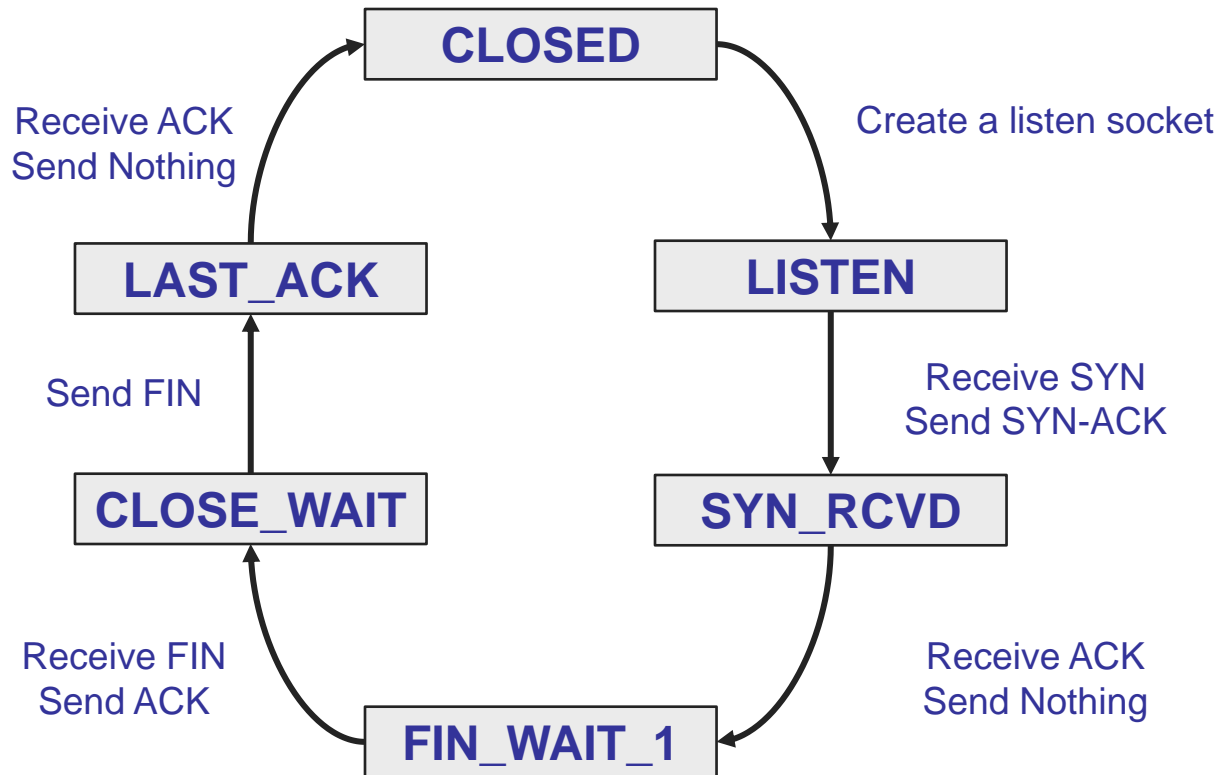 CLOSED
Create a listen socket
LISTEN
Receive SYN
Send SYN-ACK
SYN_RCVD
Receive ACK
Send Nothing
FIN_WAIT_1
Receive FIN
Send ACK
CLOSE_WAIT
Send FIN
LAST_ACK
Receive ACK
Send Nothing